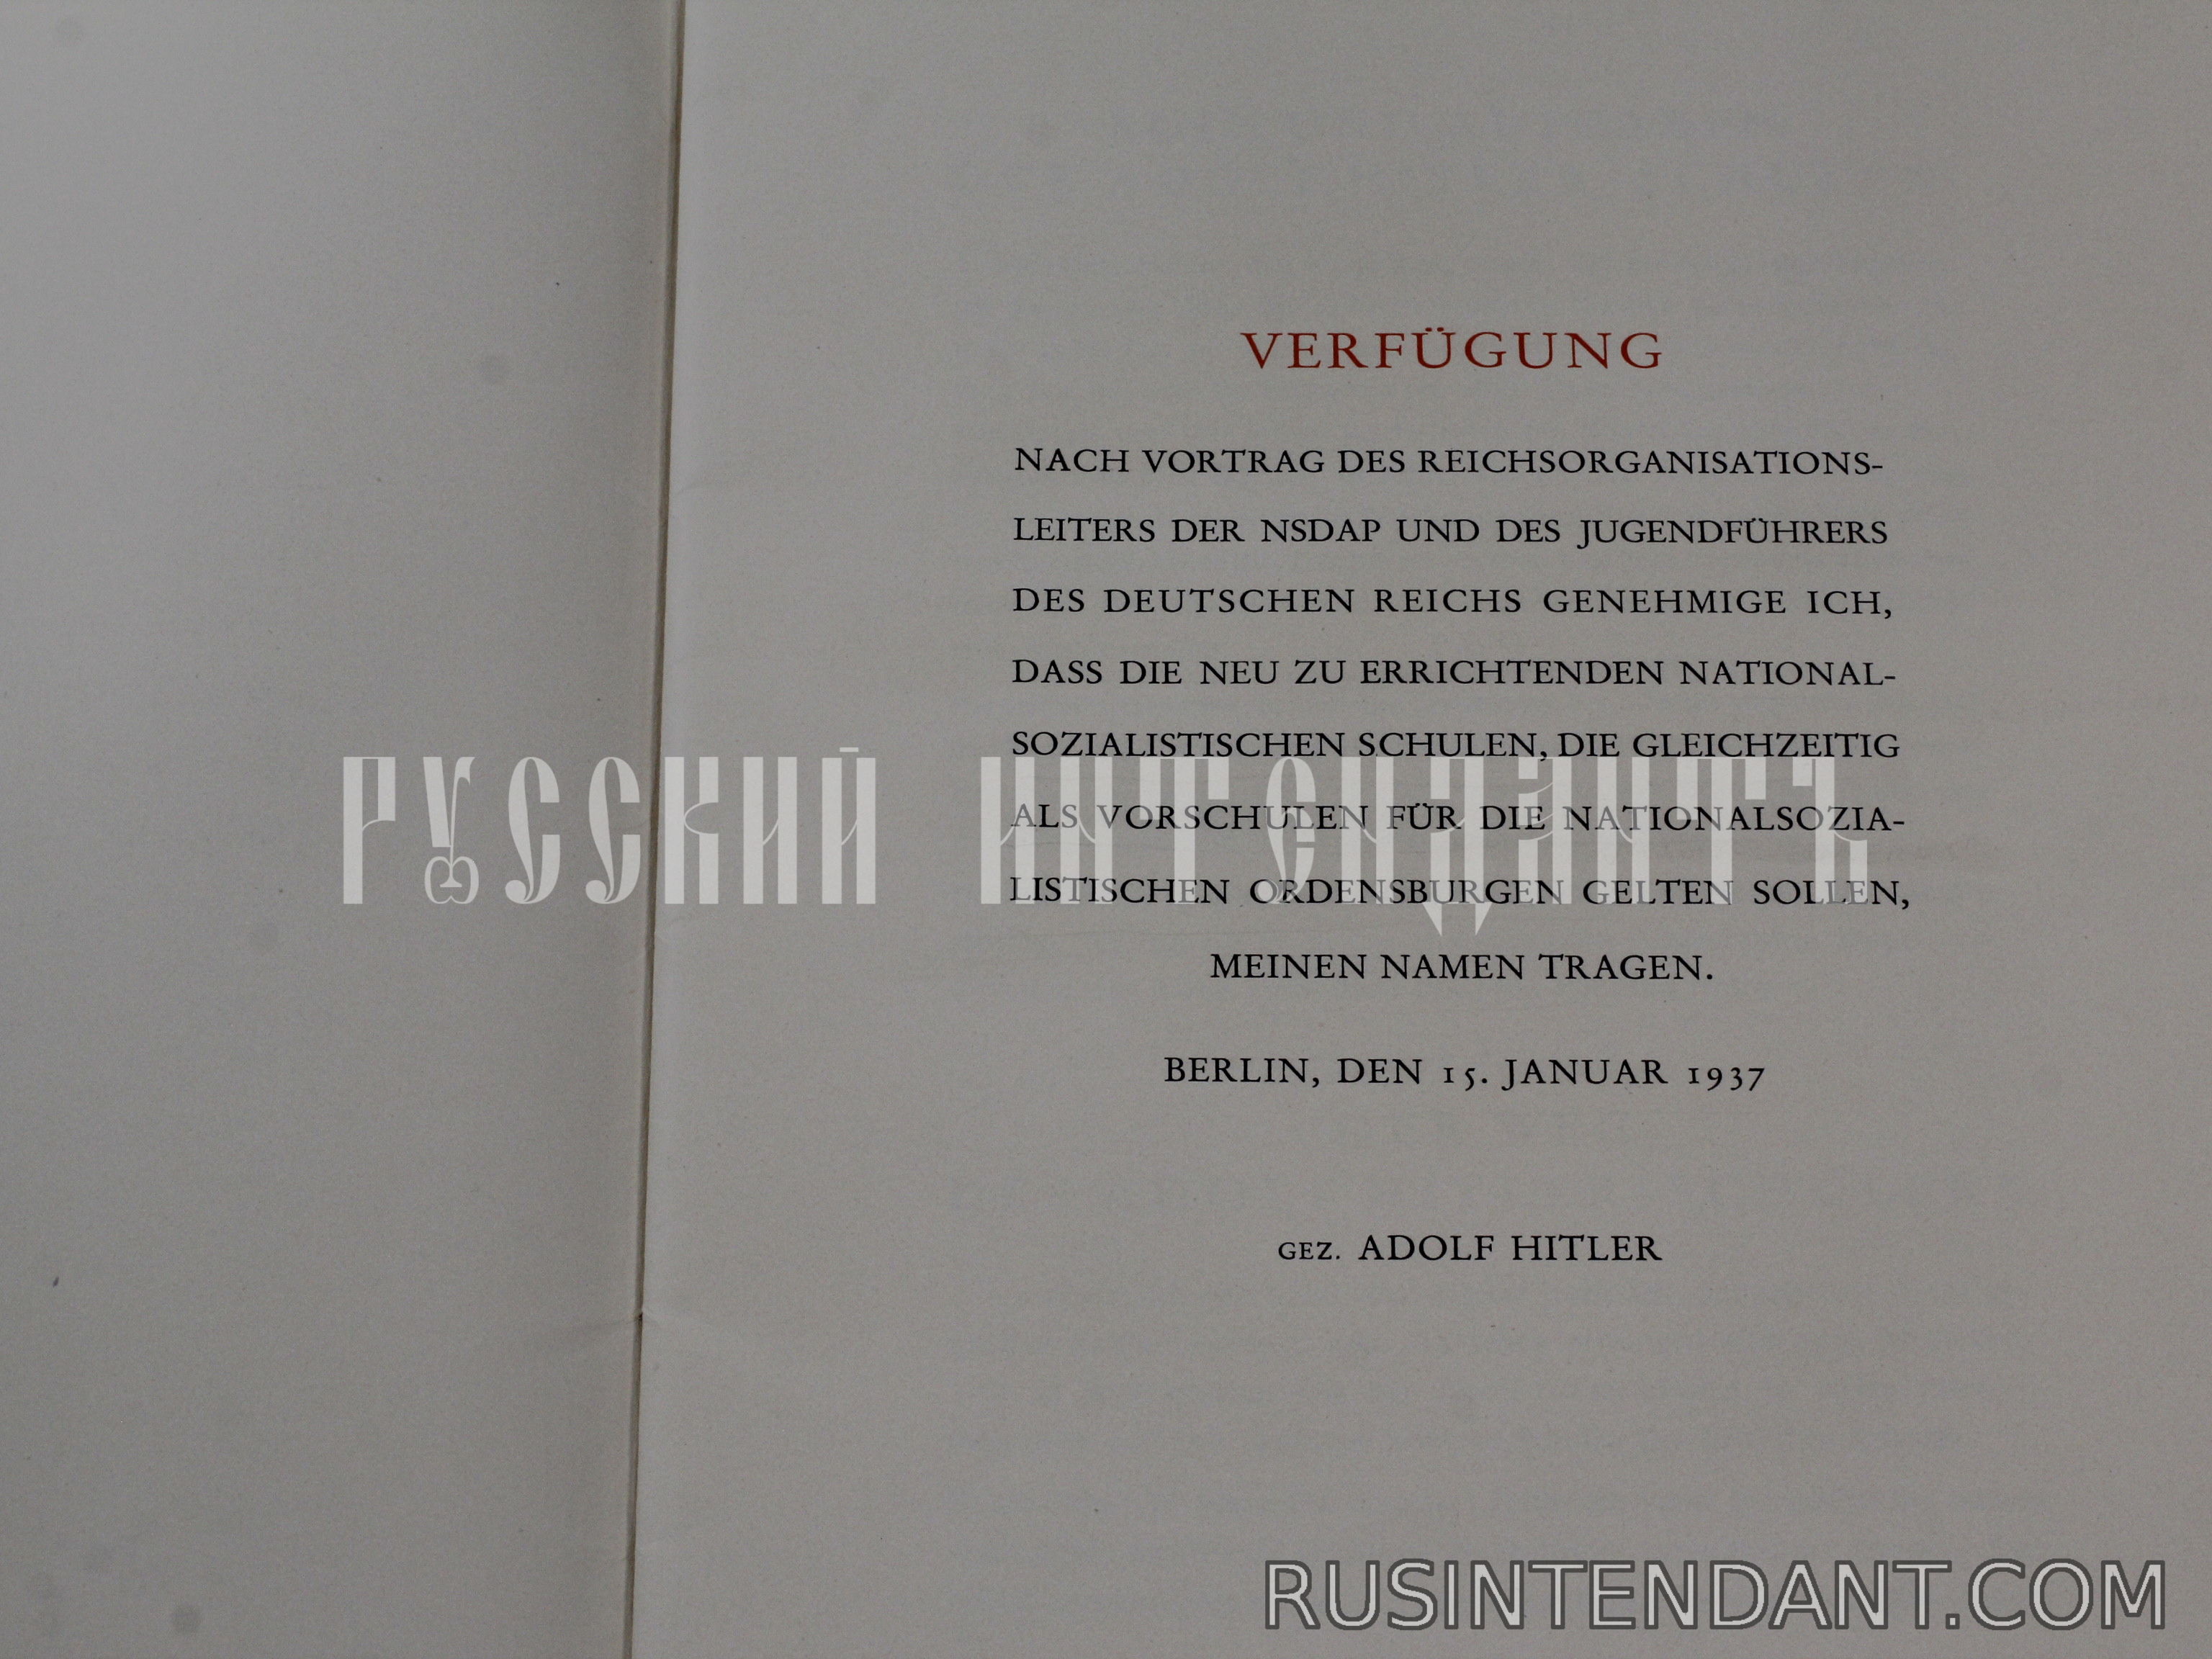 VERFÜGUNG
NACH VORTRAG DES REICHSORGANISATIONS-
LEITERS DER NSDAP UND DES JUGENDFÜHRERS
DES DEUTSCHEN REICHS GENEHMIGE ICH,
DASS DIE NEU ZU ERRICHTENDEN NATIONAL-
SOZIALISTISCHEN SCHULEN, DIE GLEICHZEITIG
ALS VORSCHULEN FÜR DIE NATIONALSOZIA-
LISTISCHEN ORDENSBURGEN GELTEN SOLLEN,
MEINEN NAMEN TRAGEN.
BERLIN, DEN 15. JANUAR 1937
GEZ. ADOLF HITLER
РУССКИЙ ИНТЕНДАНТЪ
RUSINTENDANT.COM